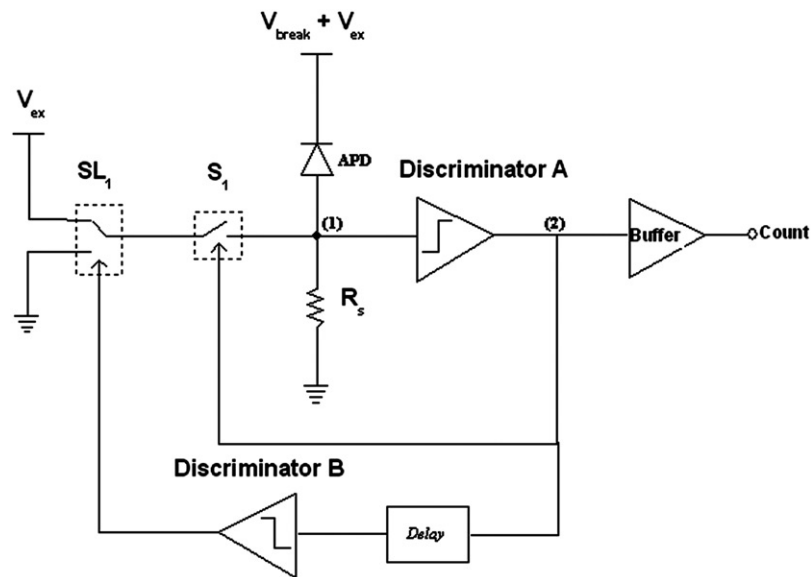 V_break + V_ex
V_ex
SL_1
S_1
APD
Discriminator A
(1)
(2)
Buffer
Count
R_s
Discriminator B
Delay